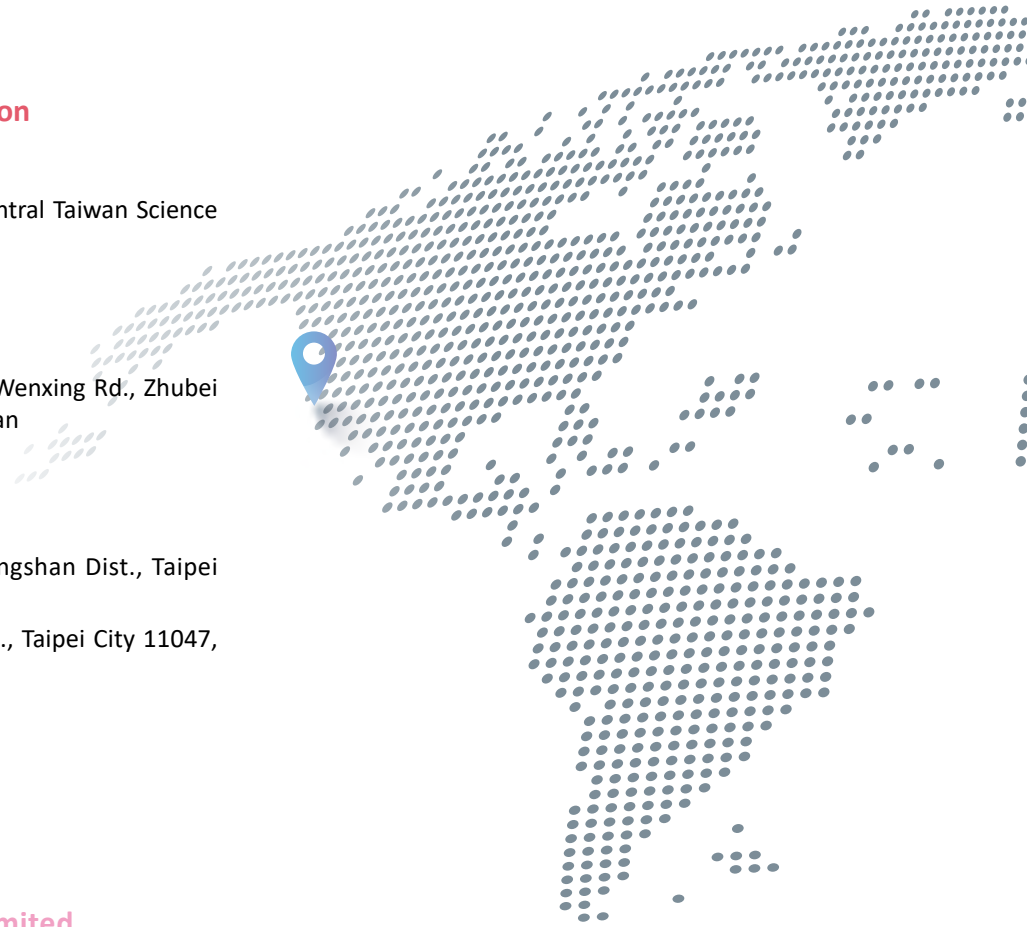 on
ntral Taiwan Science
Wenxing Rd., Zhubei
an
ngshan Dist., Taipei
., Taipei City 11047,
mited